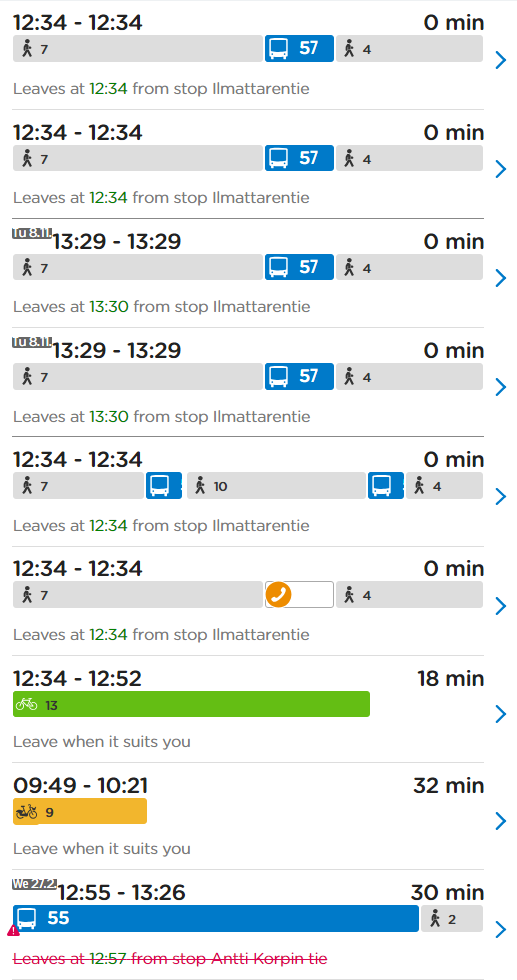 12:34 - 12:34 0 min
7 57 4
Leaves at 12:34 from stop Ilmattarentie
12:34 - 12:34 0 min
7 57 4
Leaves at 12:34 from stop Ilmattarentie
Tu 8.11. 13:29 - 13:29 0 min
7 57 4
Leaves at 13:30 from stop Ilmattarentie
Tu 8.11. 13:29 - 13:29 0 min
7 57 4
Leaves at 13:30 from stop Ilmattarentie
12:34 - 12:34 0 min
7 10 4
Leaves at 12:34 from stop Ilmattarentie
12:34 - 12:34 0 min
7 4
Leaves at 12:34 from stop Ilmattarentie
12:34 - 12:52 18 min
13
Leave when it suits you
09:49 - 10:21 32 min
9
Leave when it suits you
We 27.2. 12:55 - 13:26 30 min
55 2
Leaves at 12:57 from stop Antti Korpin tie